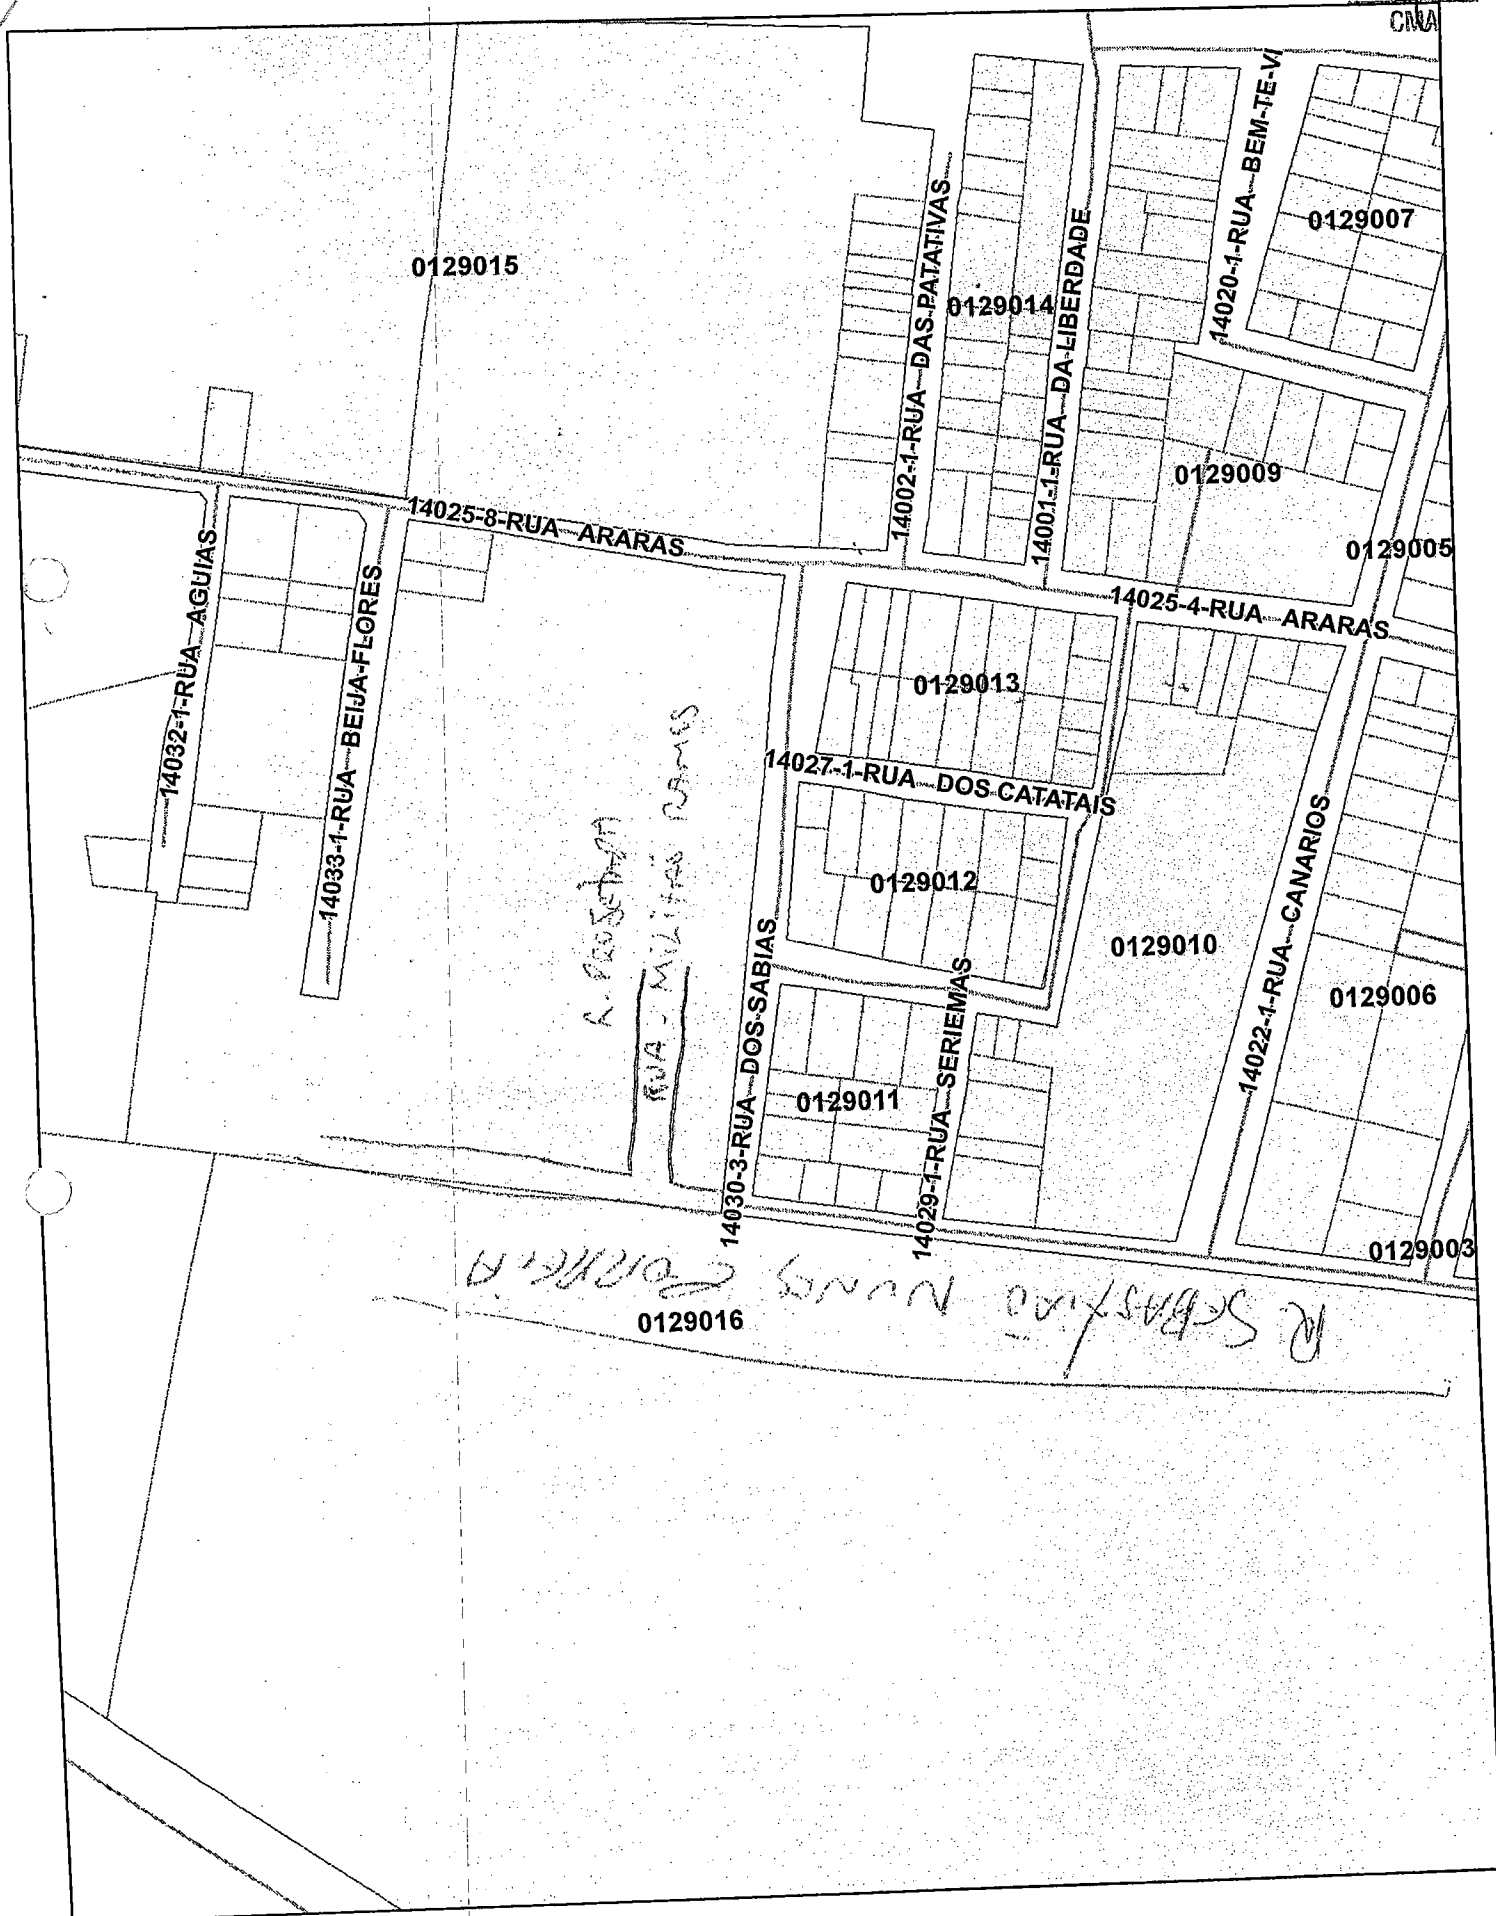 CMA
14020-1-RUA BEM-TE-VI
0129007
0129015
14002-1-RUA DAS PATATIVAS
0129014
14001-1-RUA DA LIBERDADE
0129009
14025-8-RUA ARARAS
0129005
14025-4-RUA ARARAS
14032-1-RUA AGUIAS
14033-1-RUA BEIJA-FLORES
0129013
14027-1-RUA DOS CATATAIS
R. PROJETADA
RUA - MILITÃO RAMOS
0129012
0129010
14022-1-RUA CANARIOS
0129006
14030-3-RUA DOS SABIAS
14029-1-RUA SERIEMAS
0129011
0129003
R SEBASTIÃO NUNES CORREIA
0129016